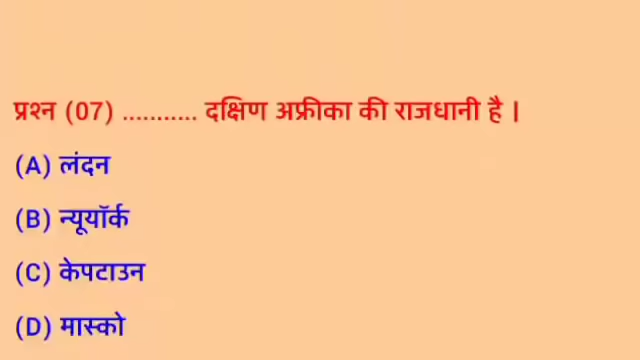 प्रश्न (07) ........... दक्षिण अफ्रीका की राजधानी है ।
(A) लंदन
(B) न्यूयॉर्क
(C) केपटाउन
(D) मास्को